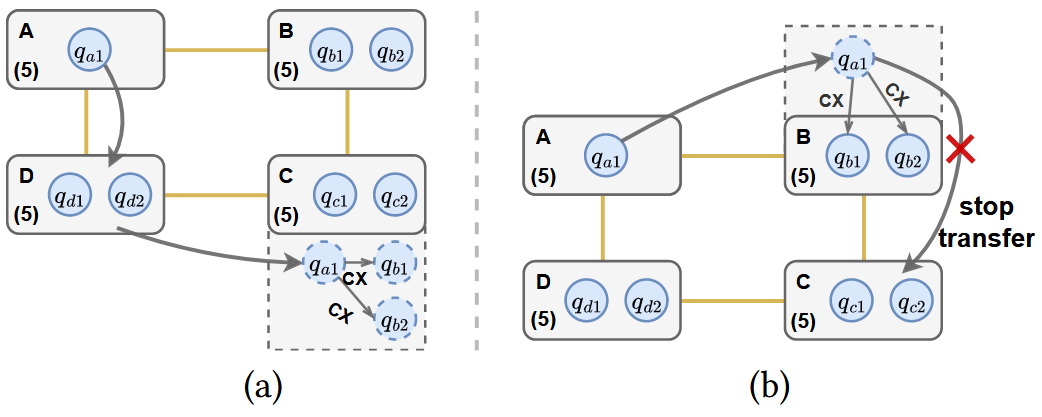 A
q_{a1}
(5)
B
q_{b1} q_{b2}
(5)
D
q_{d1} q_{d2}
(5)
C
q_{c1} q_{c2}
(5)
q_{a1} q_{b1}
CX
CX
q_{b2}
(a)
q_{a1}
CX CX
A
q_{a1}
(5)
B
q_{b1} q_{b2}
(5)
stop
transfer
D
q_{d1} q_{d2}
(5)
C
q_{c1} q_{c2}
(5)
(b)